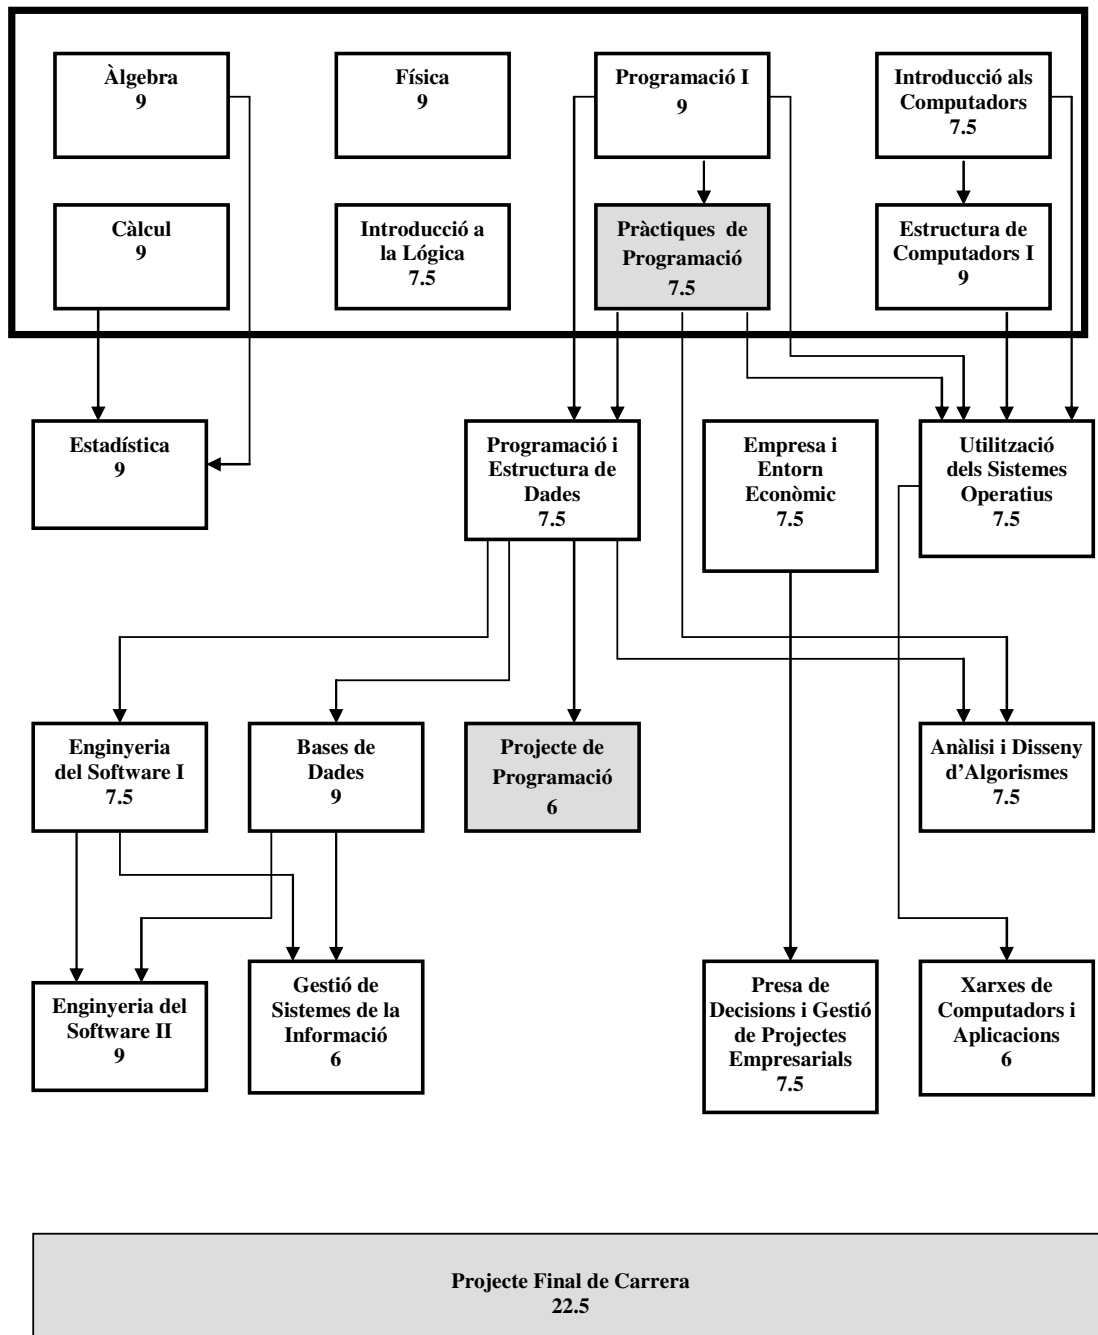 Àlgebra
9
Física
9
Programació I
9
Introducció als
Computadors
7.5
Càlcul
9
Introducció a
la Lógica
7.5
Pràctiques de
Programació
7.5
Estructura de
Computadors I
9
Estadística
9
Programació i
Estructura de
Dades
7.5
Empresa i
Entorn
Econòmic
7.5
Utilització
dels Sistemes
Operatius
7.5
Enginyeria
del Software I
7.5
Bases de
Dades
9
Projecte de
Programació
6
Anàlisi i Disseny
d’Algorismes
7.5
Enginyeria del
Software II
9
Gestió de
Sistemes de la
Informació
6
Presa de
Decisions i Gestió
de Projectes
Empresarials
7.5
Xarxes de
Computadors i
Aplicacions
6
Projecte Final de Carrera
22.5